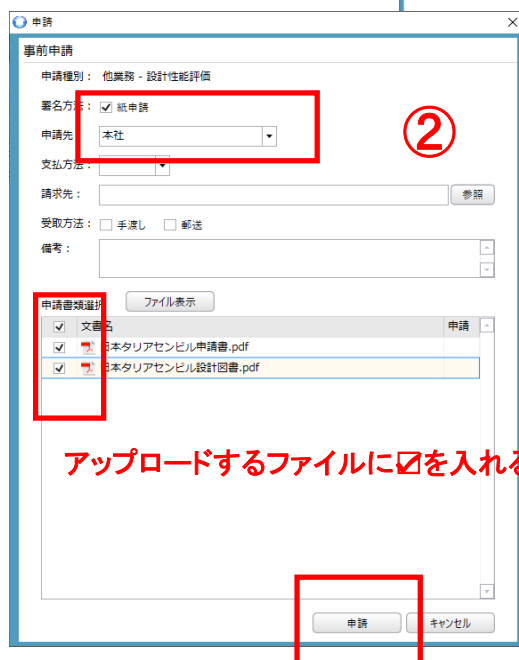 申請
事前申請
申請種別： 他業務 - 設計性能評価
署名方法： 紙申請
申請先 本社
②
支払方法：
請求先： 参照
受取方法： 手渡し 郵送
備考：
申請書類選択 ファイル表示
文書名 申請
日本タリアセンビル申請書.pdf
日本タリアセンビル設計図書.pdf
アップロードするファイルに☑を入れる
申請 キャンセル